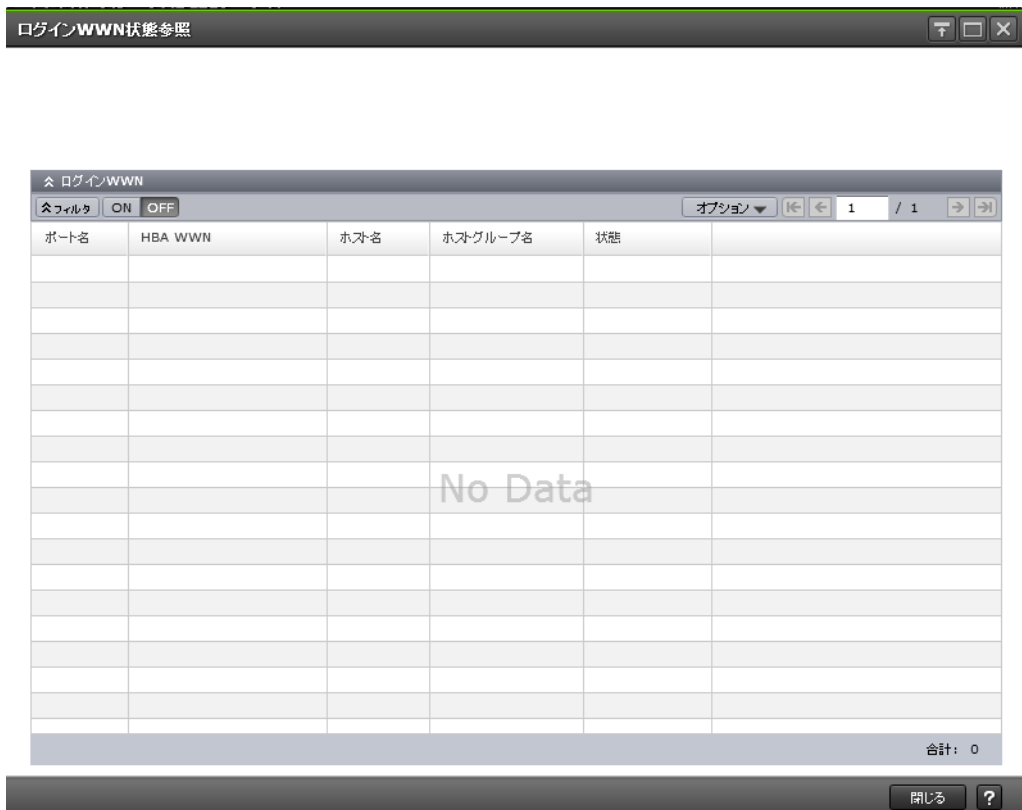 ログインWWN状態参照
ログインWWN
フィルタ ON OFF オプション 1 / 1
ポート名 HBA WWN ホスト名 ホストグループ名 状態
No Data
合計: 0
閉じる ?